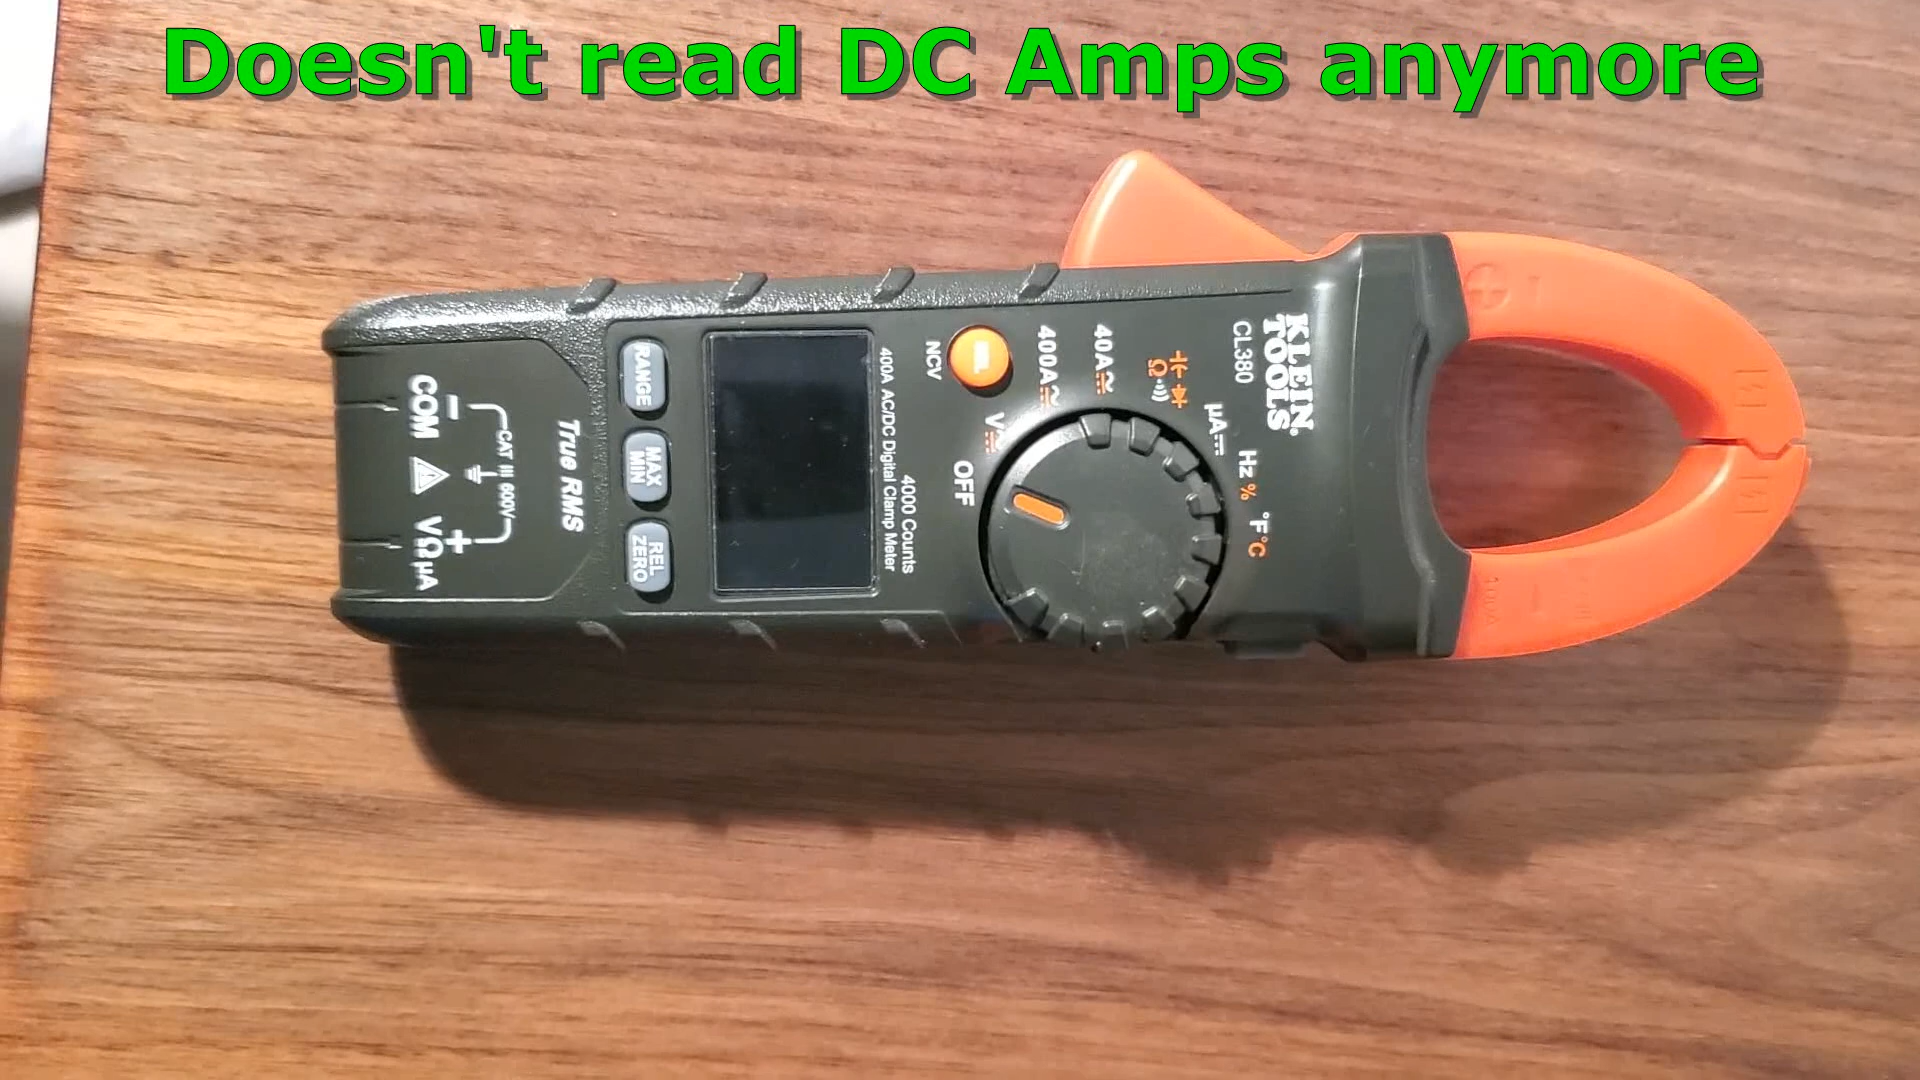 Doesn't read DC Amps anymore
KLEIN
TOOLS®
CL380
Hz %
°F°C
μA
Ω
40A
400A
V
OFF
NCV
4000 Counts
400A AC/DC Digital Clamp Meter
RANGE
MAX
MIN
REL
ZERO
True RMS
CAT III 600V
− +
COM VΩμA